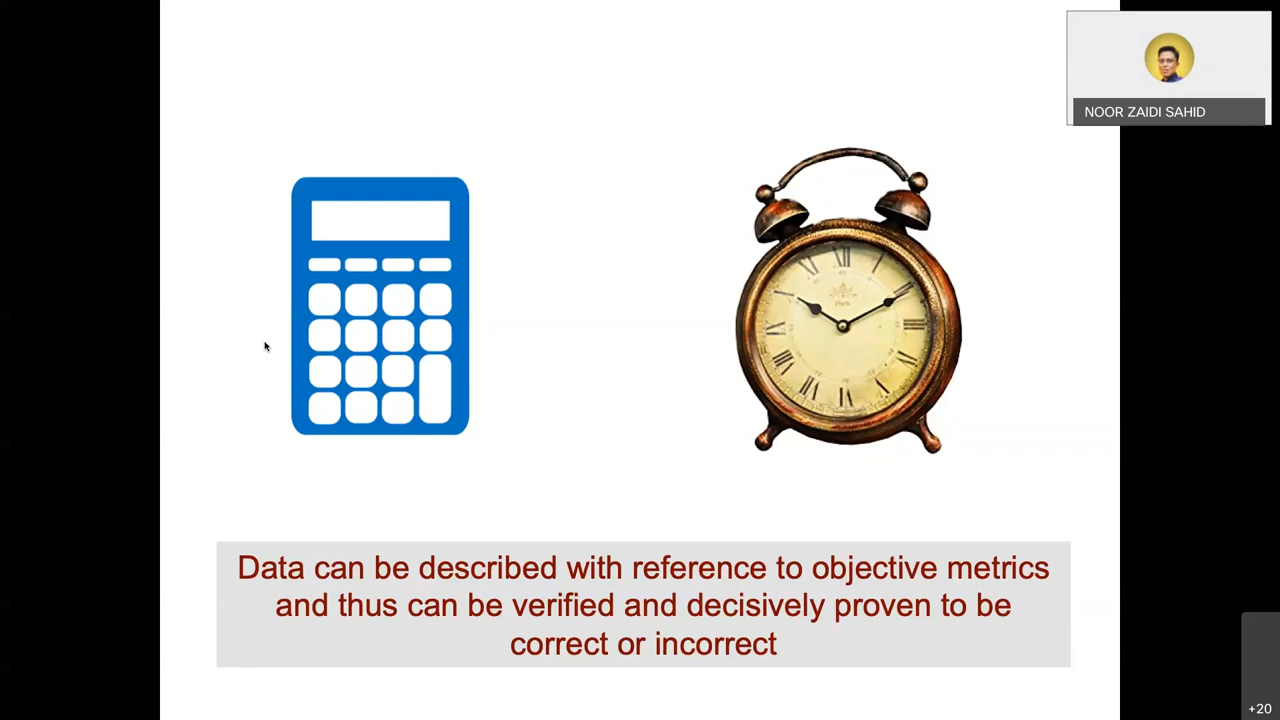 NOOR ZAIDI SAHID
Data can be described with reference to objective metrics
and thus can be verified and decisively proven to be
correct or incorrect
+20